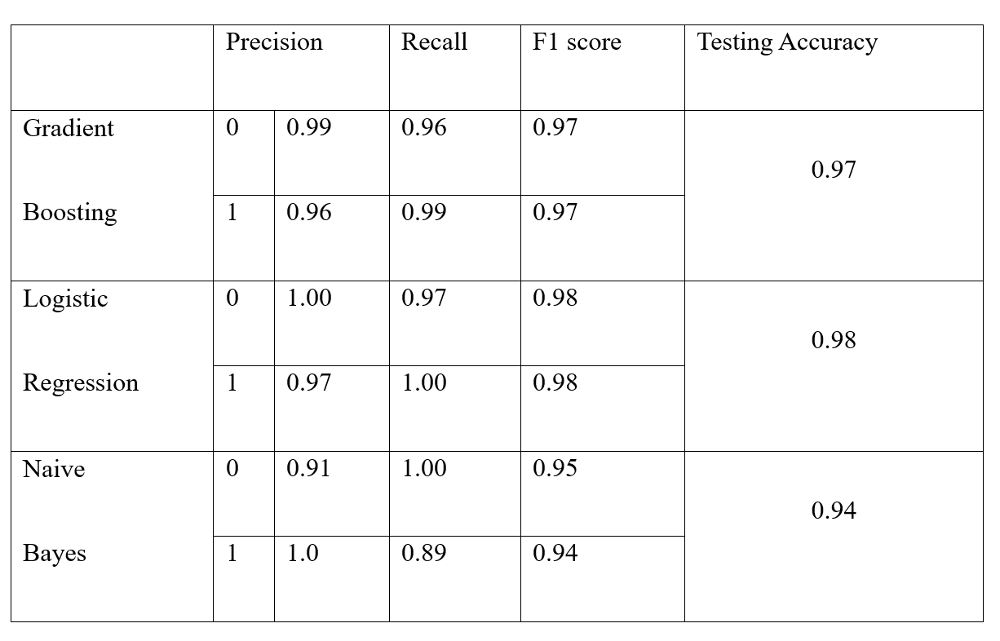 Precision Recall F1 score Testing Accuracy
Gradient 0 0.99 0.96 0.97
0.97
Boosting 1 0.96 0.99 0.97
Logistic 0 1.00 0.97 0.98
0.98
Regression 1 0.97 1.00 0.98
Naive 0 0.91 1.00 0.95
0.94
Bayes 1 1.0 0.89 0.94